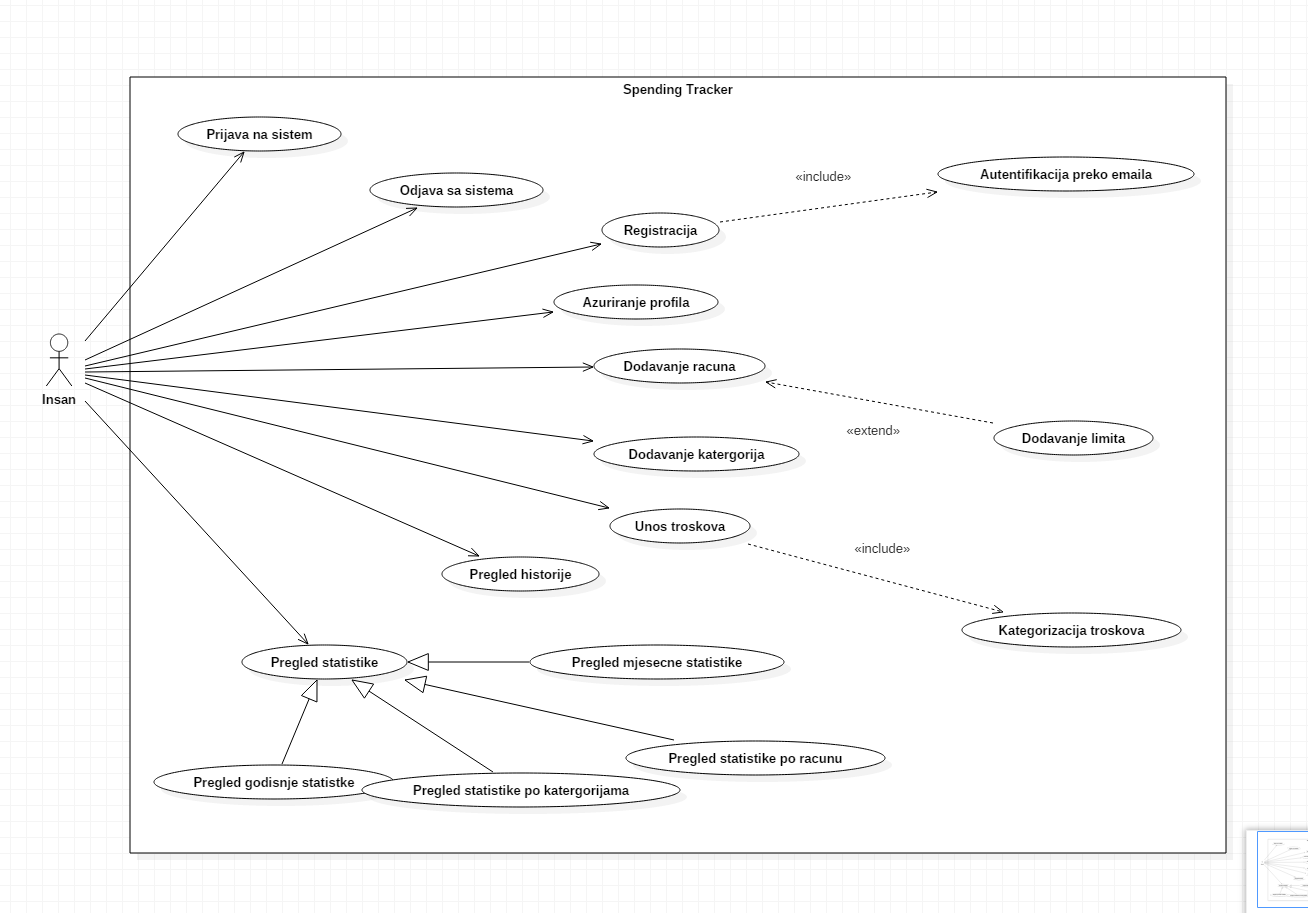 Spending Tracker
Prijava na sistem
Odjava sa sistema
«include»
Autentifikacija preko emaila
Registracija
Azuriranje profila
Dodavanje racuna
Insan
«extend»
Dodavanje limita
Dodavanje katergorija
Unos troskova
«include»
Pregled historije
Kategorizacija troskova
Pregled statistike
Pregled mjesecne statistike
Pregled statistike po racunu
Pregled godisnje statistke
Pregled statistike po katergorijama